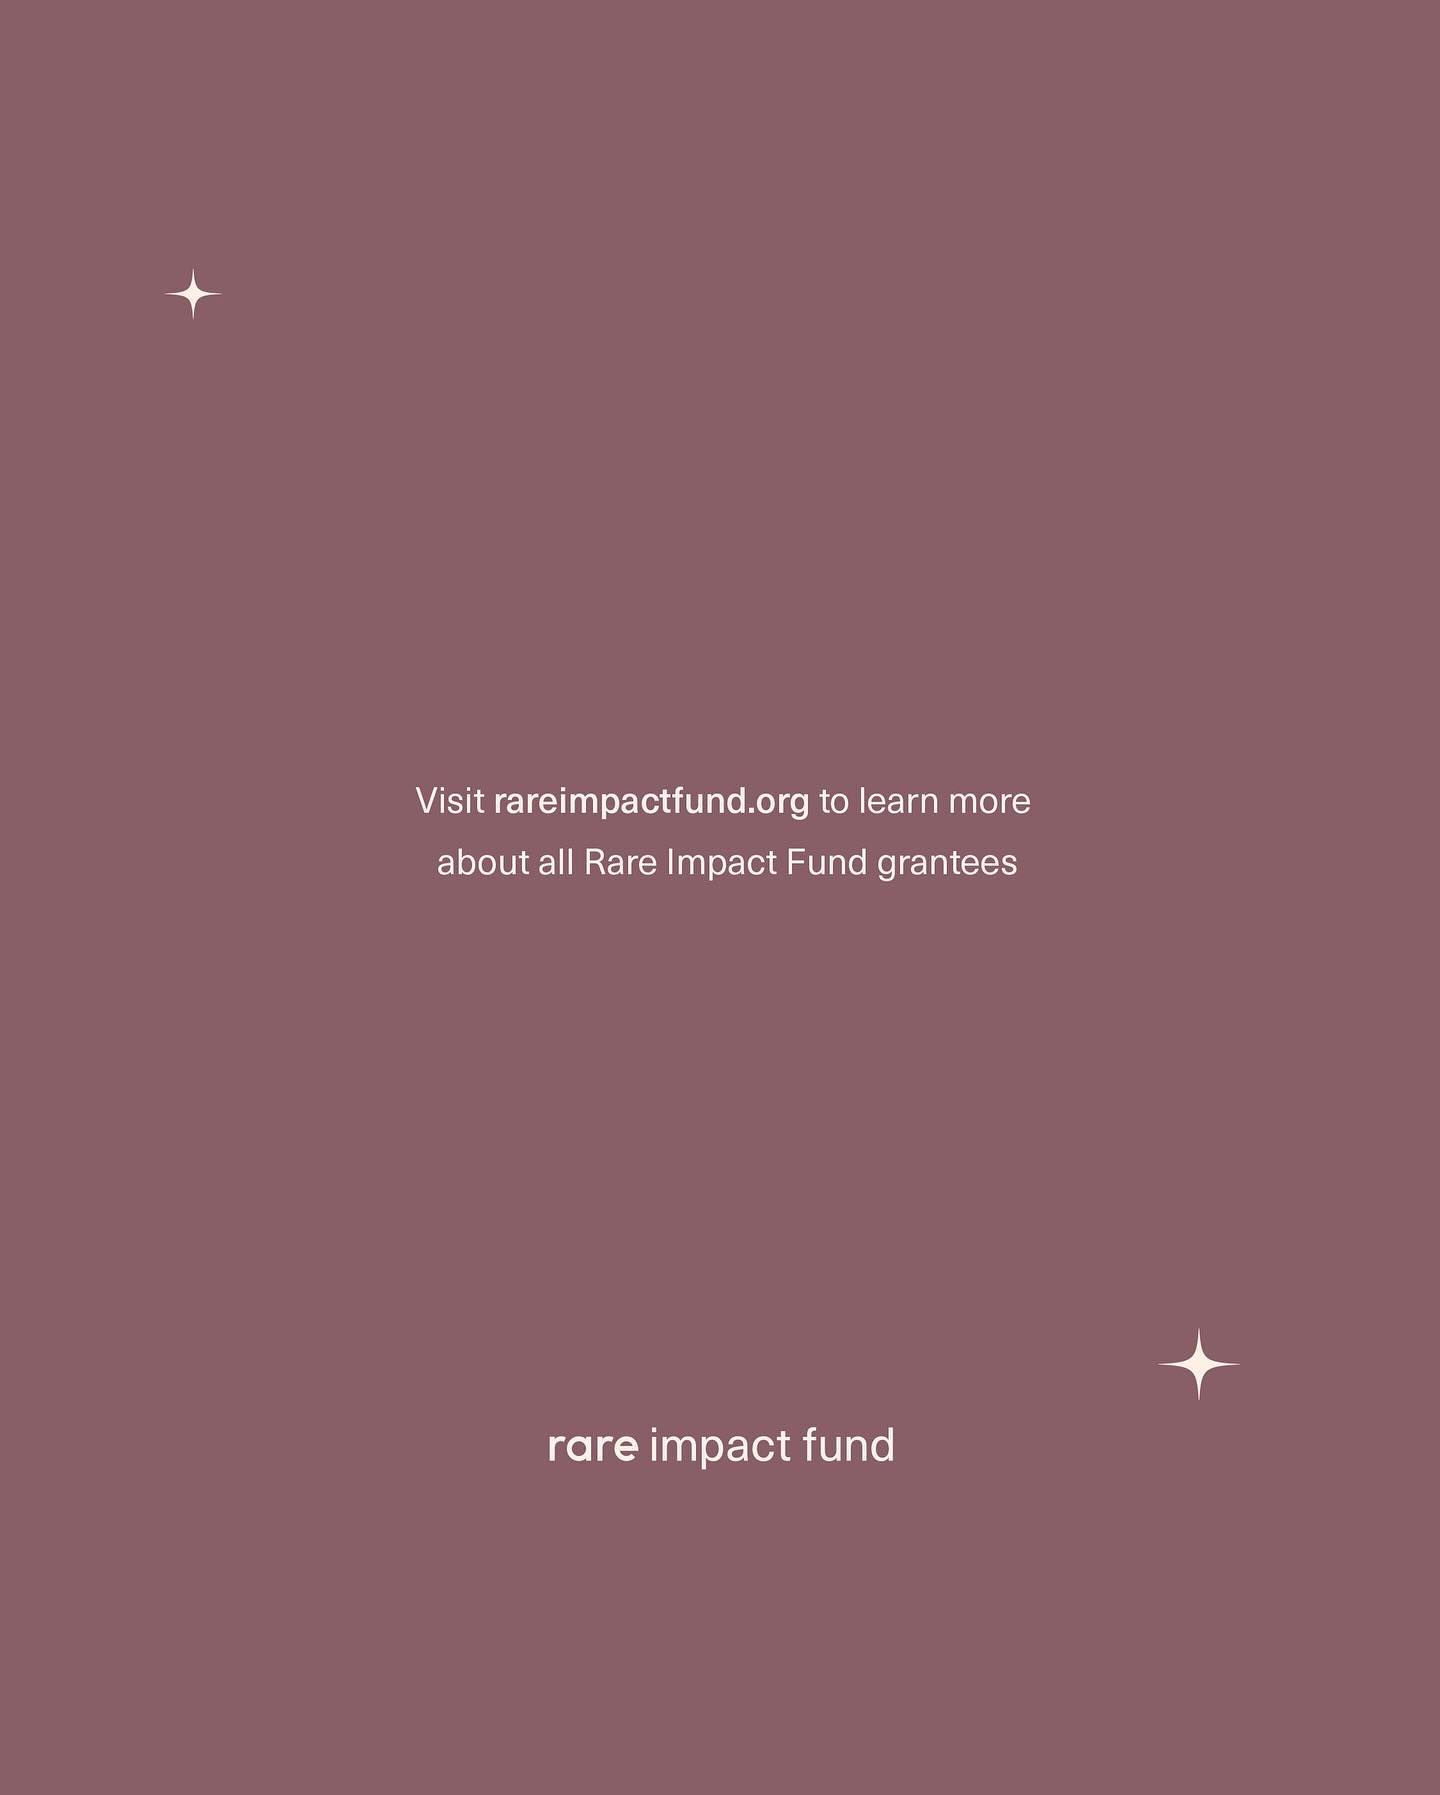 Visit rareimpactfund.org to learn more
about all Rare Impact Fund grantees
rare impact fund